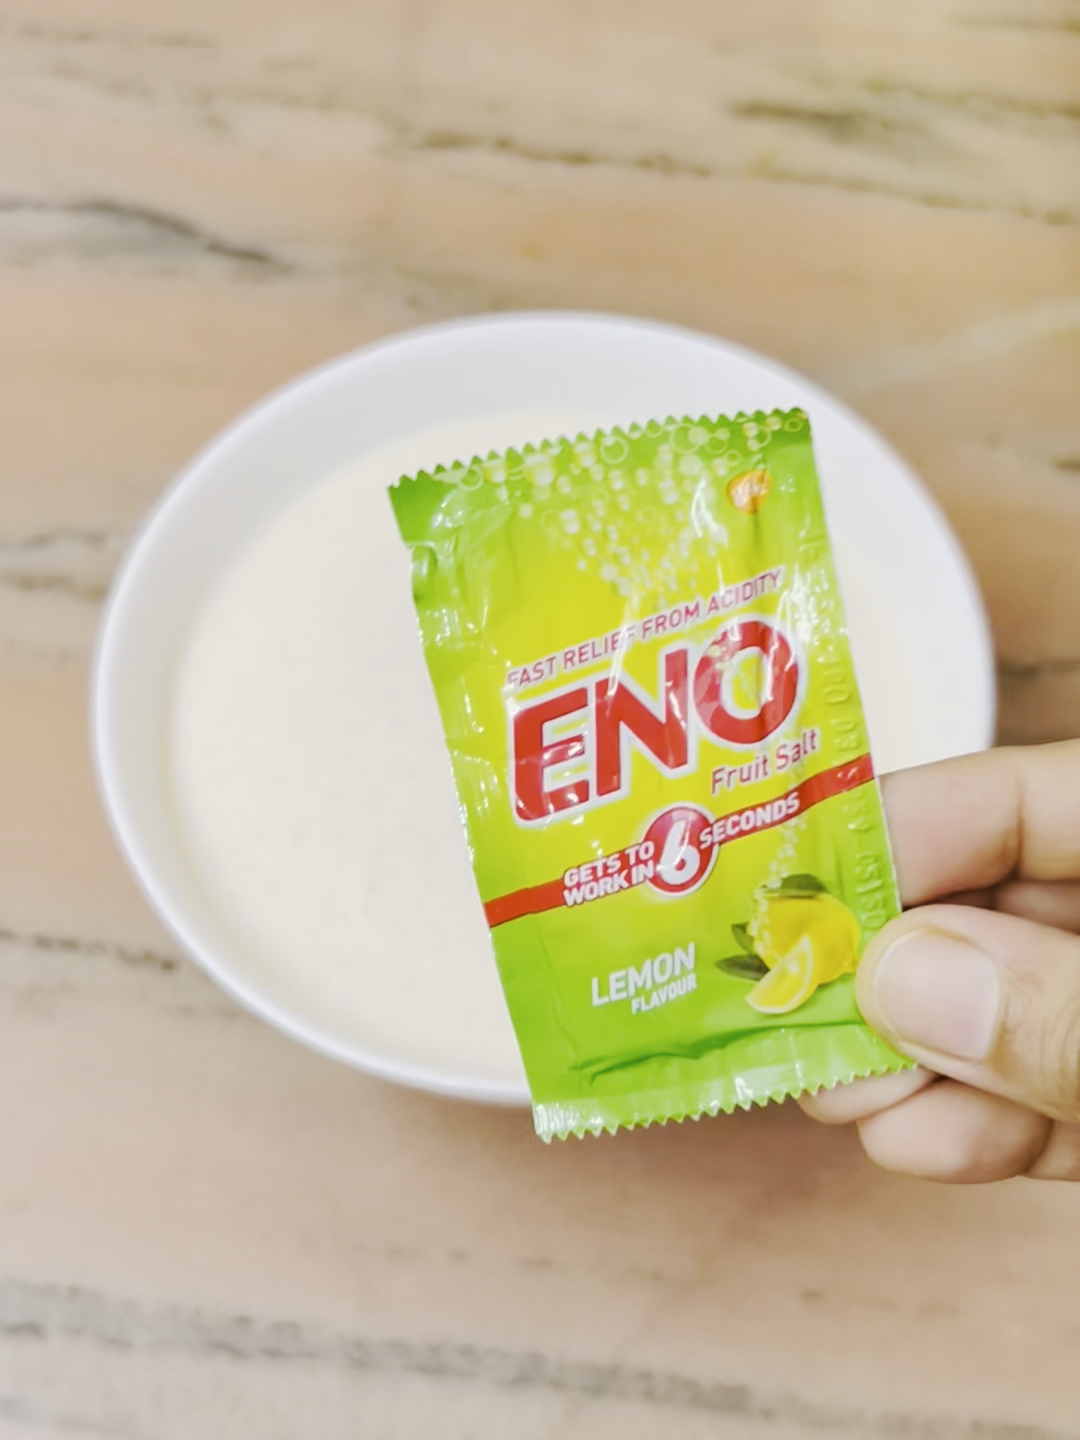 FAST RELIEF FROM ACIDITY
ENO
Fruit Salt
GETS TO
WORK IN
6
SECONDS
LEMON
FLAVOUR